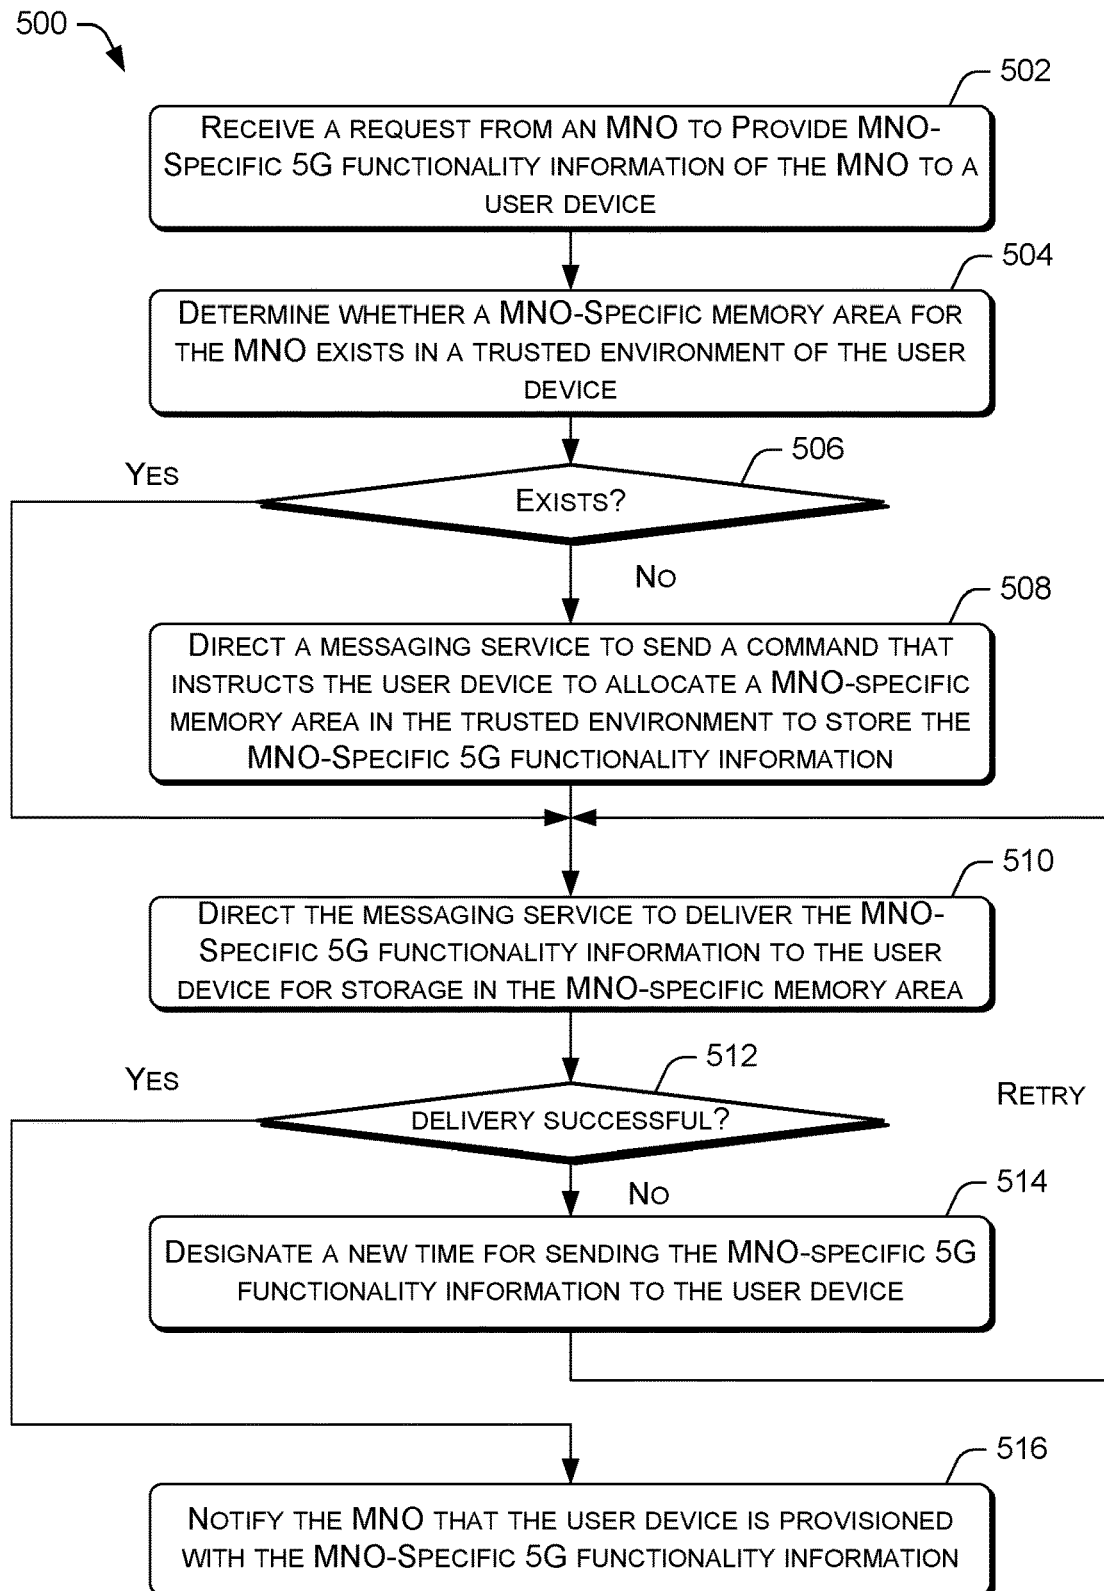 500
502
RECEIVE A REQUEST FROM AN MNO TO PROVIDE MNO-
SPECIFIC 5G FUNCTIONALITY INFORMATION OF THE MNO TO A
USER DEVICE
504
DETERMINE WHETHER A MNO-SPECIFIC MEMORY AREA FOR
THE MNO EXISTS IN A TRUSTED ENVIRONMENT OF THE USER
DEVICE
506
YES
EXISTS?
NO
508
DIRECT A MESSAGING SERVICE TO SEND A COMMAND THAT
INSTRUCTS THE USER DEVICE TO ALLOCATE A MNO-SPECIFIC
MEMORY AREA IN THE TRUSTED ENVIRONMENT TO STORE THE
MNO-SPECIFIC 5G FUNCTIONALITY INFORMATION
510
DIRECT THE MESSAGING SERVICE TO DELIVER THE MNO-
SPECIFIC 5G FUNCTIONALITY INFORMATION TO THE USER
DEVICE FOR STORAGE IN THE MNO-SPECIFIC MEMORY AREA
512
YES
RETRY
DELIVERY SUCCESSFUL?
NO
514
DESIGNATE A NEW TIME FOR SENDING THE MNO-SPECIFIC 5G
FUNCTIONALITY INFORMATION TO THE USER DEVICE
516
NOTIFY THE MNO THAT THE USER DEVICE IS PROVISIONED
WITH THE MNO-SPECIFIC 5G FUNCTIONALITY INFORMATION